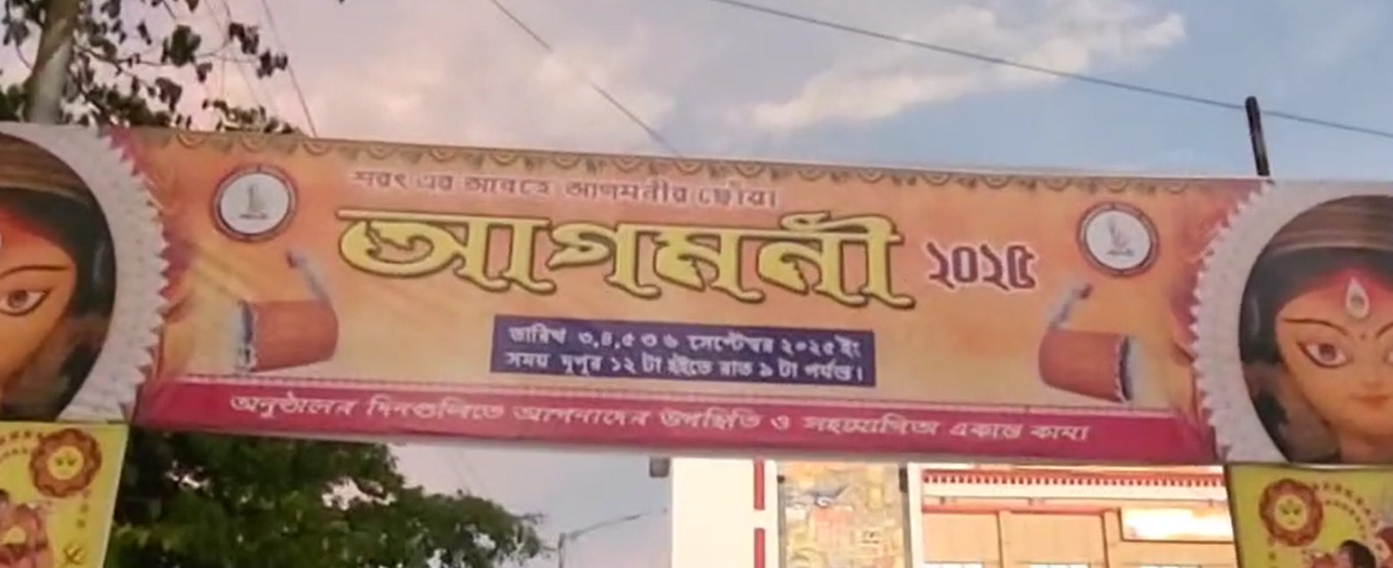 শরৎ এর আবহে আগমনীর ছোঁয়া
আগমনী ২০২৫
তারিখ ৩,৪,৫ ও ৬ সেপ্টেম্বর ২০২৫ ইং
সময় দুপুর ১২ টা হইতে রাত ৯ টা পর্যন্ত।
অনুষ্ঠানের দিনগুলিতে আপনাদের উপস্থিতি ও সহযোগিতা একান্ত কাম্য